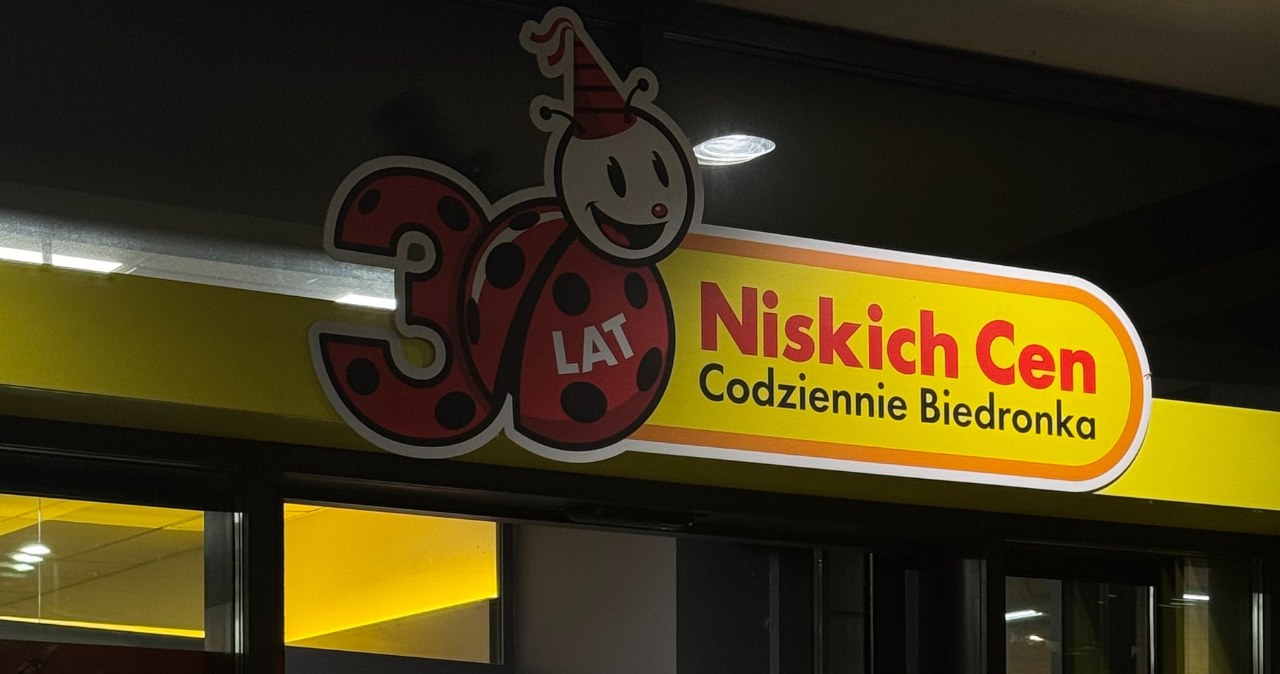 30
LAT
Niskich Cen
Codziennie Biedronka